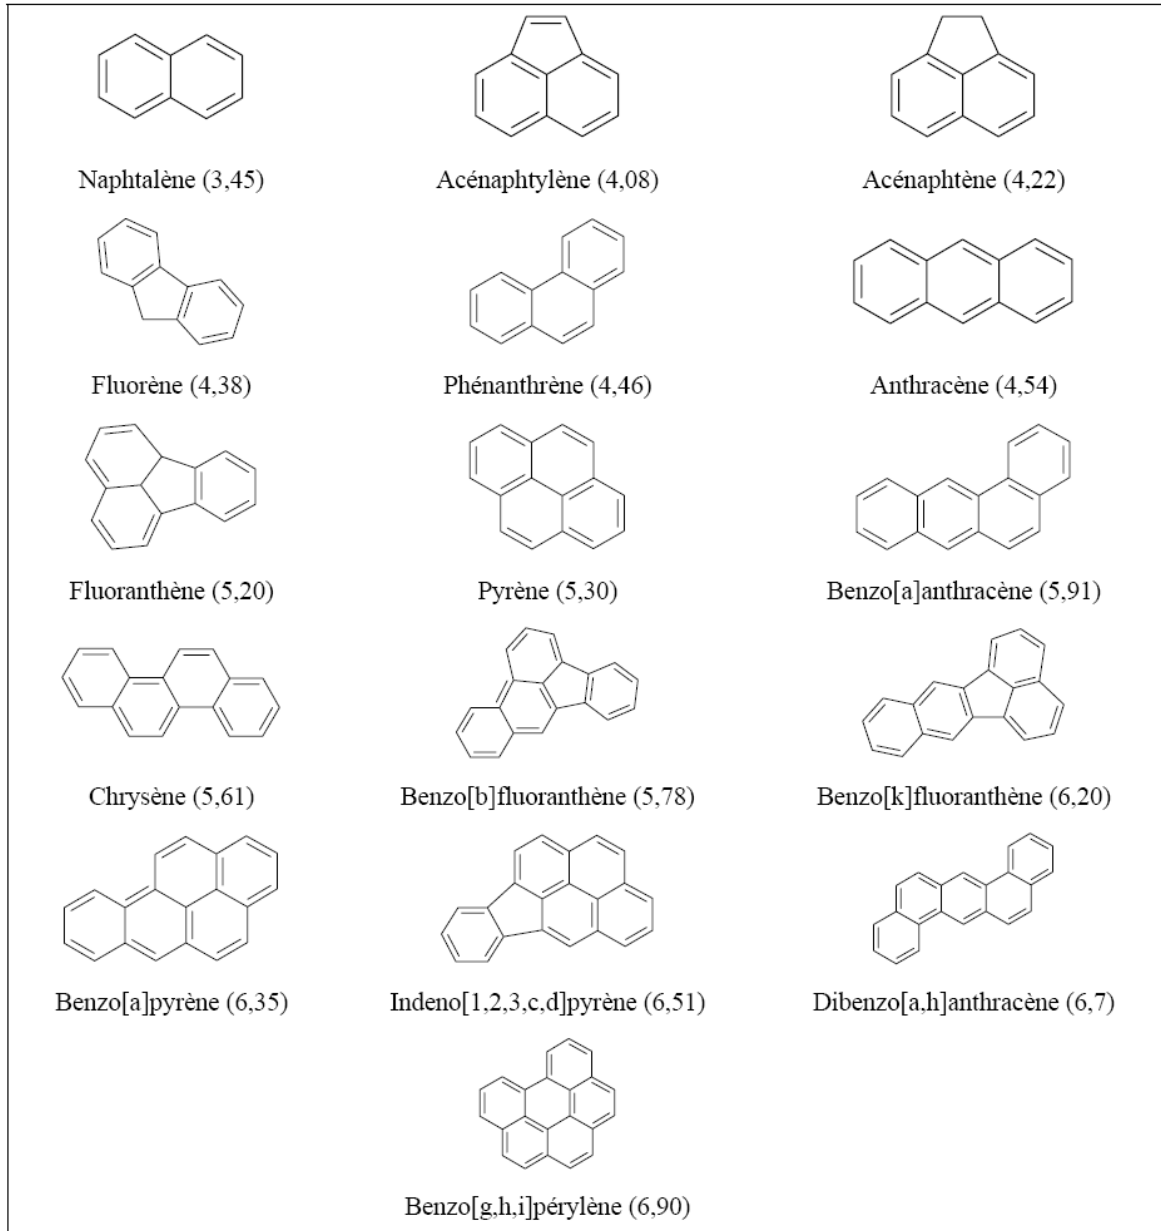 Naphtalène (3,45)
Acénaphtylène (4,08)
Acénaphtène (4,22)
Fluorène (4,38)
Phénanthrène (4,46)
Anthracène (4,54)
Fluoranthène (5,20)
Pyrène (5,30)
Benzo[a]anthracène (5,91)
Chrysène (5,61)
Benzo[b]fluoranthène (5,78)
Benzo[k]fluoranthène (6,20)
Benzo[a]pyrène (6,35)
Indeno[1,2,3,c,d]pyrène (6,51)
Dibenzo[a,h]anthracène (6,7)
Benzo[g,h,i]pérylène (6,90)